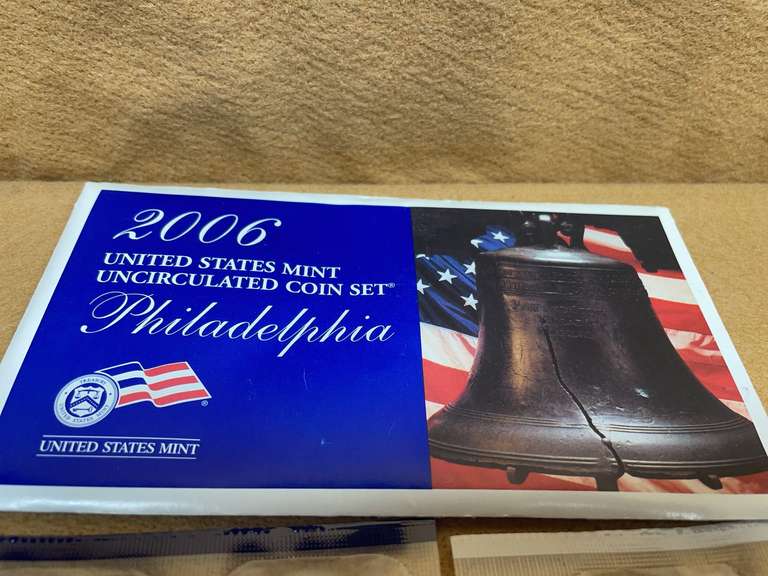 2006
UNITED STATES MINT
UNCIRCULATED COIN SET®
Philadelphia
®
UNITED STATES MINT